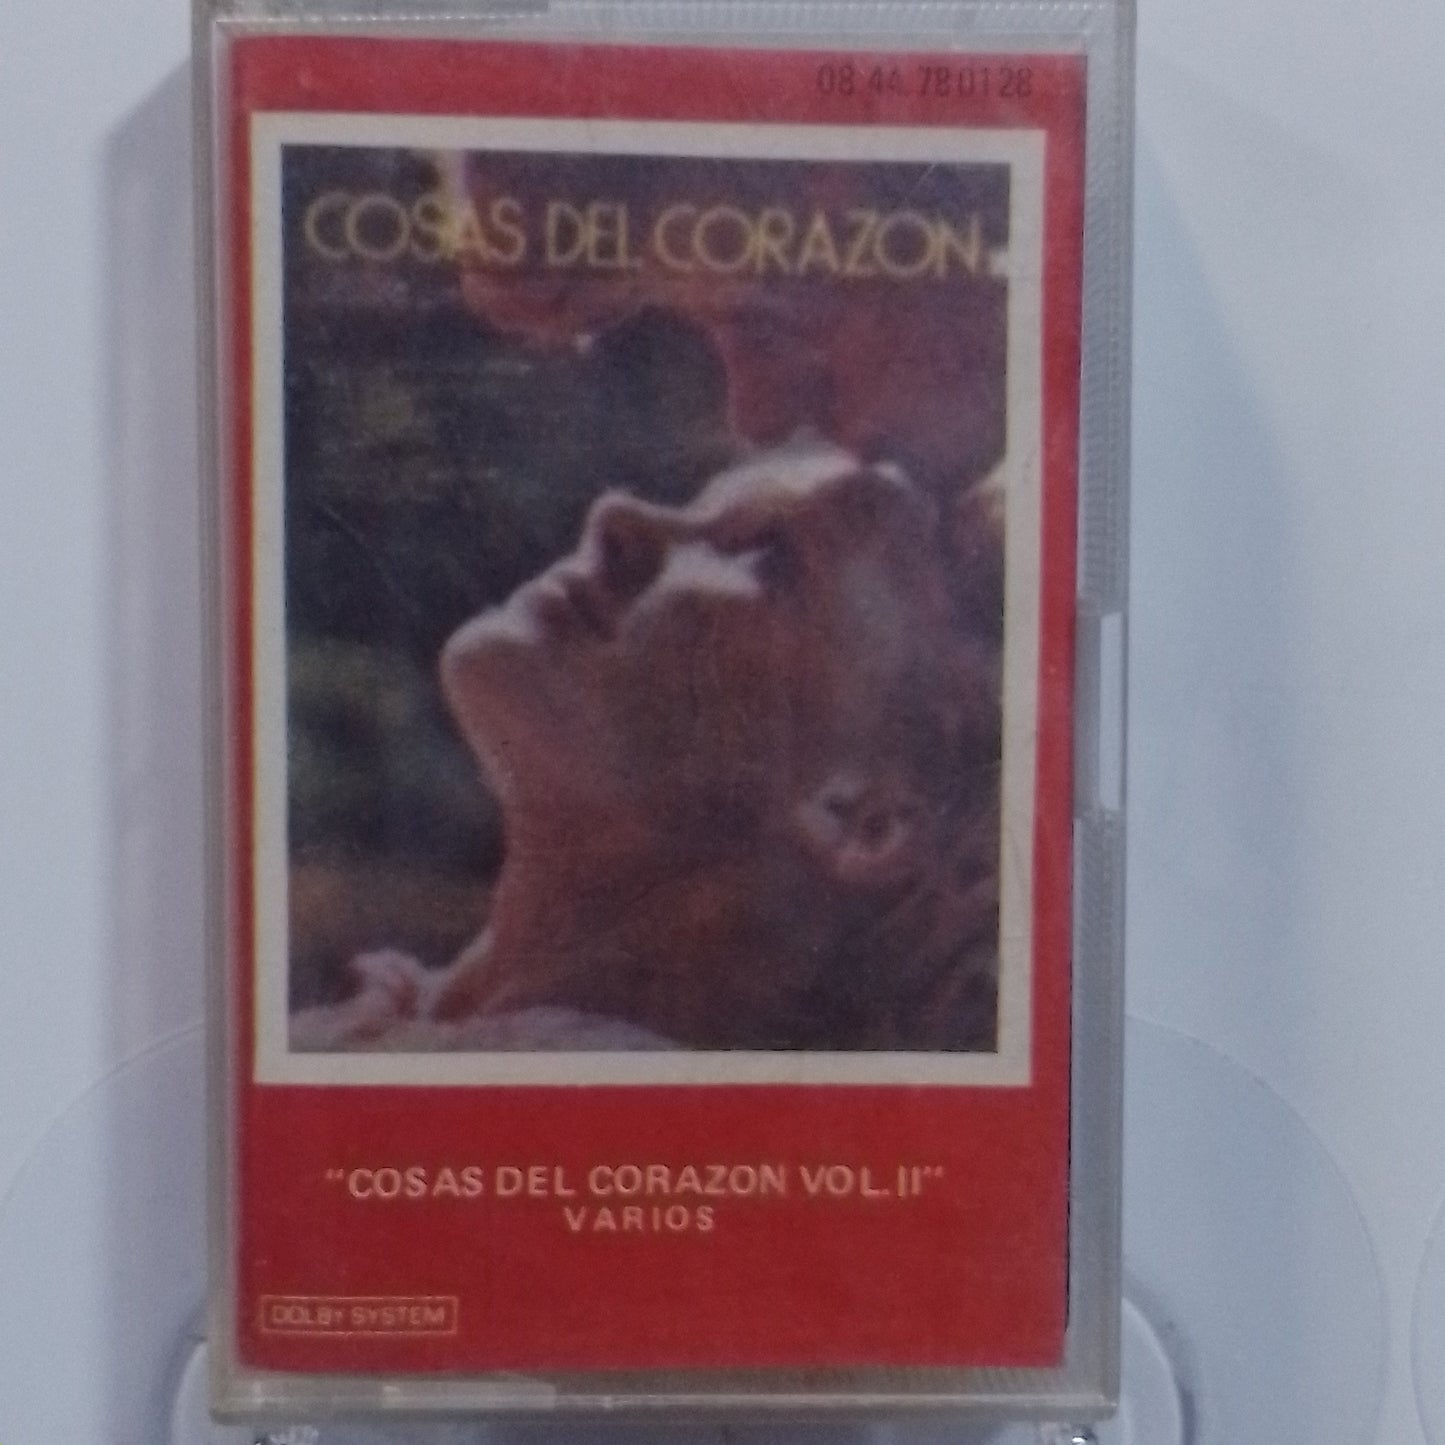 08 44 780128
COSAS DEL CORAZON.
"COSAS DEL CORAZON VOL.II"
VARIOS
DOLBY SYSTEM